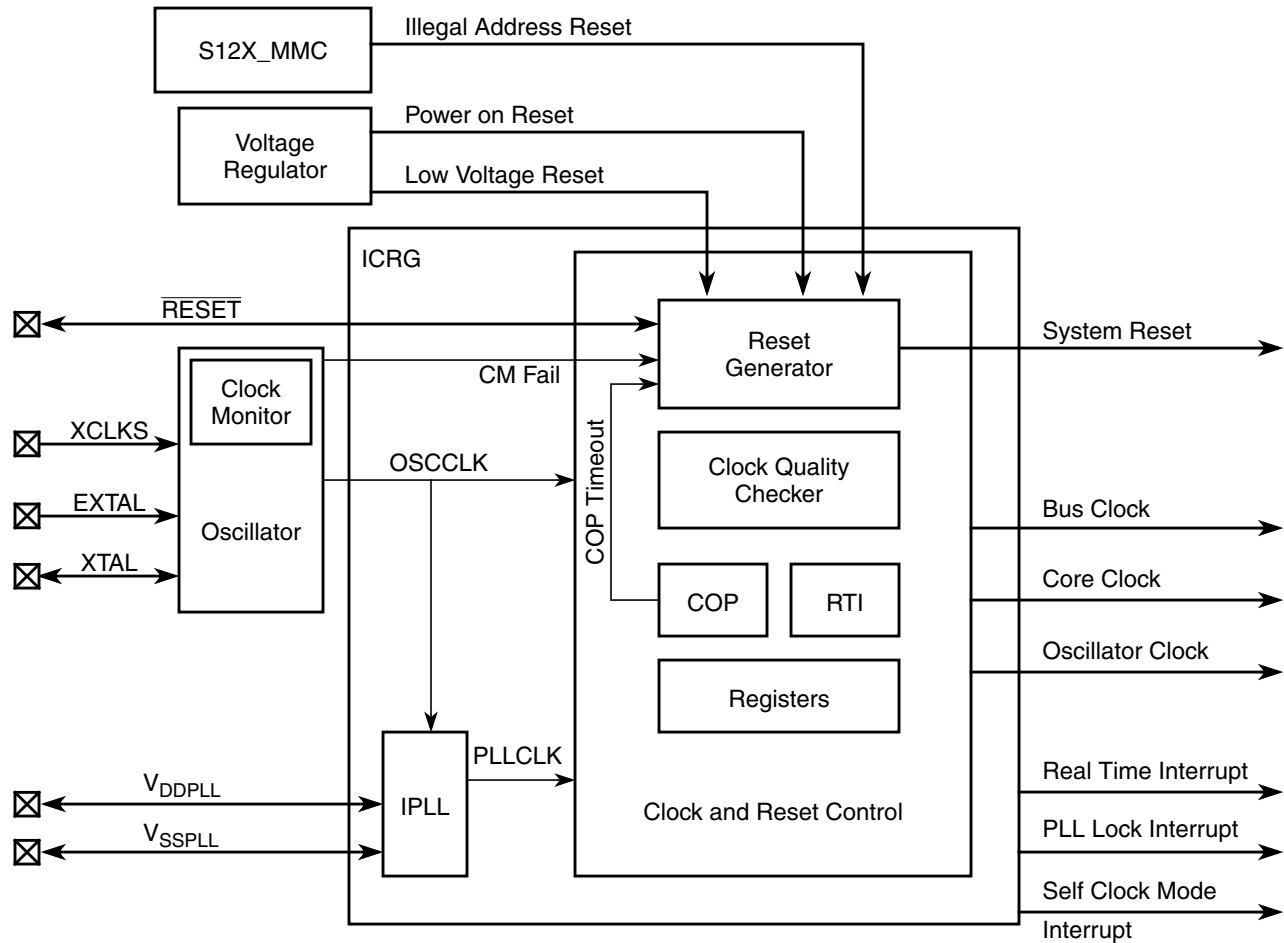 Illegal Address Reset
S12X_MMC
Power on Reset
Voltage
Regulator
Low Voltage Reset
ICRG
RESET
Reset
Generator
System Reset
CM Fail
Clock
Monitor
XCLKS
COP Timeout
OSCCLK
Clock Quality
Checker
EXTAL
Oscillator
Bus Clock
XTAL
COP
RTI
Core Clock
Oscillator Clock
Registers
PLLCLK
VDDPLL
IPLL
Clock and Reset Control
Real Time Interrupt
VSSPLL
PLL Lock Interrupt
Self Clock Mode
Interrupt